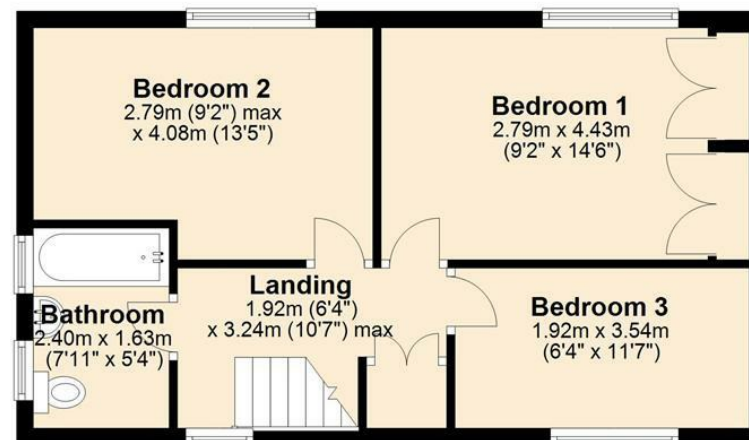 Bedroom 2
2.79m (9'2") max
x 4.08m (13'5")
Bedroom 1
2.79m x 4.43m
(9'2" x 14'6")
Landing
1.92m (6'4")
x 3.24m (10'7") max
Bathroom
2.40m x 1.63m
(7'11" x 5'4")
Bedroom 3
1.92m x 3.54m
(6'4" x 11'7")